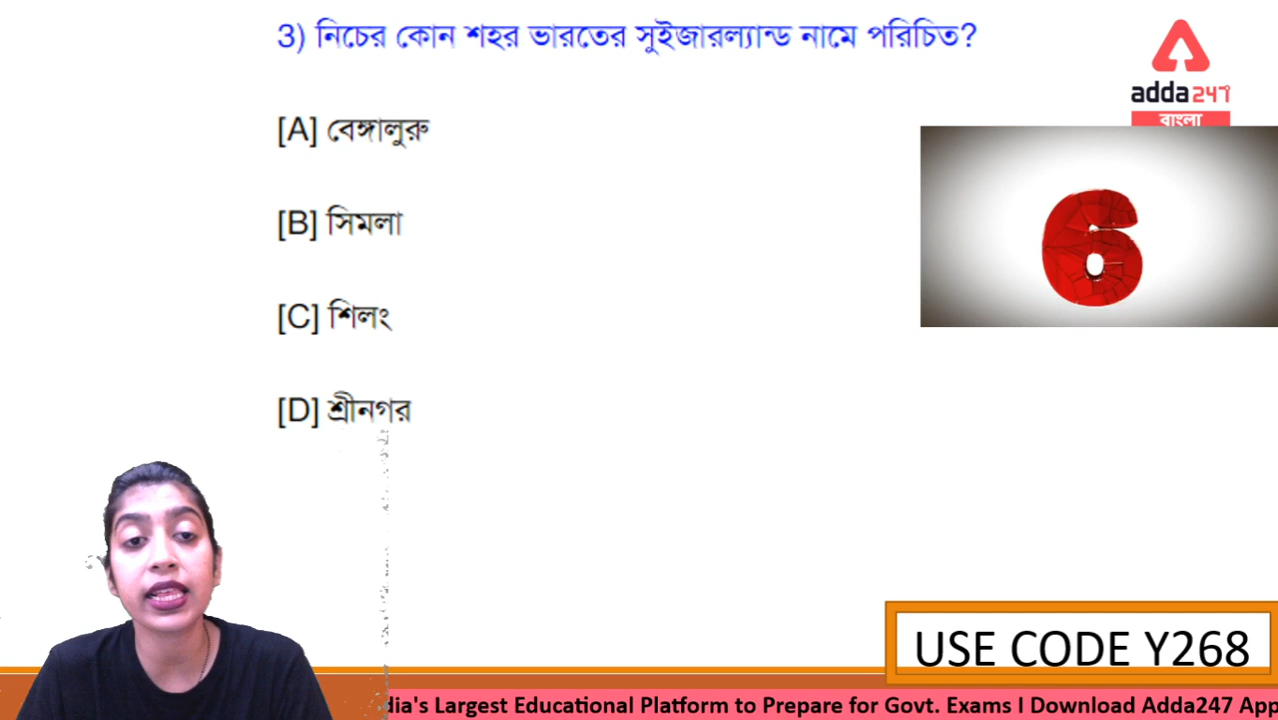 3) নিচের কোন শহর ভারতের সুইজারল্যান্ড নামে পরিচিত?
adda247
বাংলা
[A] বেঙ্গালুরু
6
[B] সিমলা
[C] শিলং
[D] শ্রীনগর
USE CODE Y268
dia's Largest Educational Platform to Prepare for Govt. Exams I Download Adda247 App